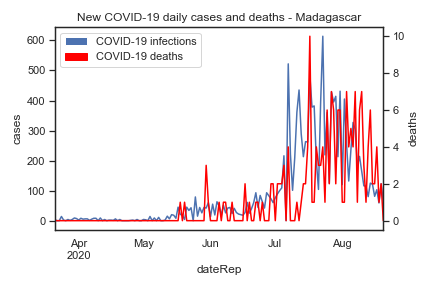 New COVID-19 daily cases and deaths - Madagascar
COVID-19 infections
COVID-19 deaths
cases
600
500
400
300
200
100
0
deaths
10
8
6
4
2
0
Apr
2020
May
Jun
Jul
Aug
dateRep